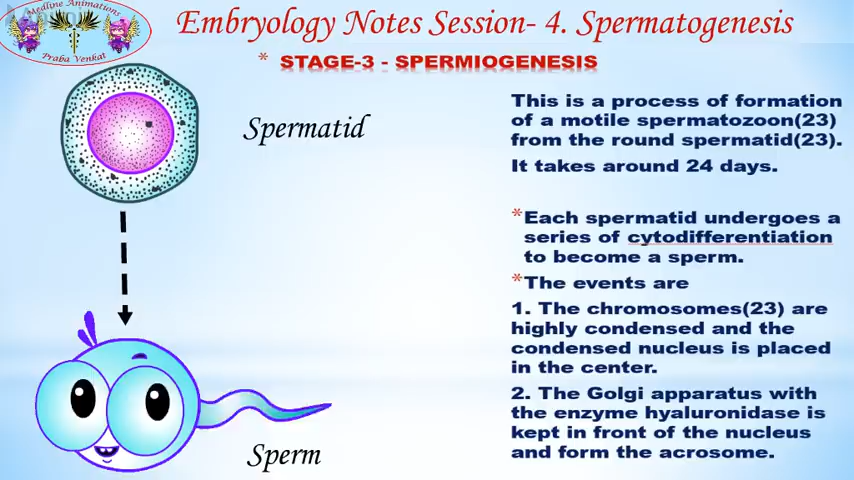 Medline Animations
Praba Venkat
Embryology Notes Session- 4. Spermatogenesis
* STAGE-3 - SPERMIOGENESIS
Spermatid
This is a process of formation
of a motile spermatozoon(23)
from the round spermatid(23).
It takes around 24 days.
*Each spermatid undergoes a
series of cytodifferentiation
to become a sperm.
*The events are
1. The chromosomes(23) are
highly condensed and the
condensed nucleus is placed
in the center.
2. The Golgi apparatus with
the enzyme hyaluronidase is
kept in front of the nucleus
and form the acrosome.
Sperm